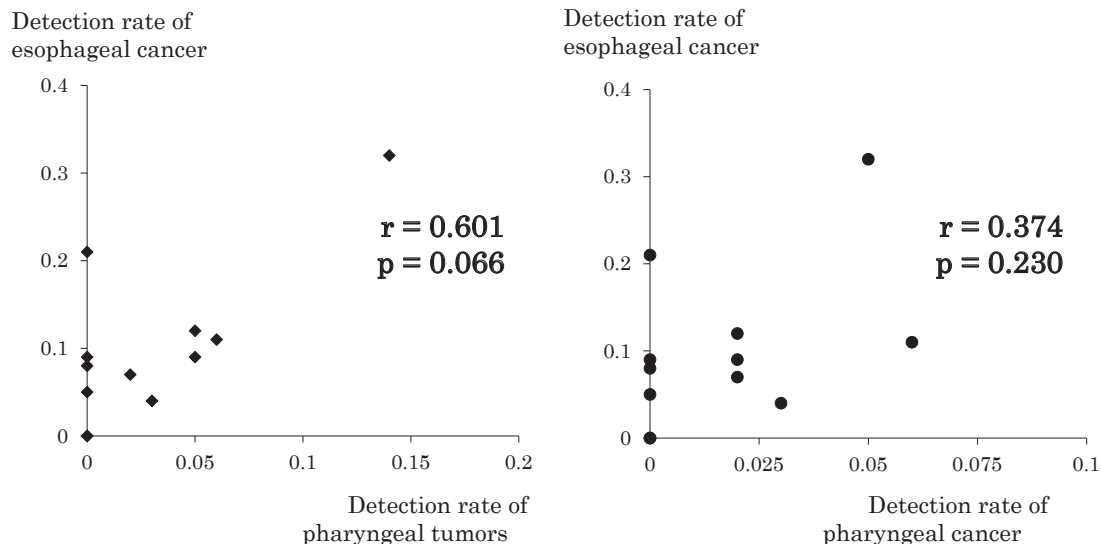 Detection rate of
esophageal cancer
0.4
0.3
0.2
0.1
0
0
0.05
0.1
0.15
0.2
r = 0.601
p = 0.066
Detection rate of
pharyngeal tumors
Detection rate of
esophageal cancer
0.4
0.3
0.2
0.1
0
0
0.025
0.05
0.075
0.1
r = 0.374
p = 0.230
Detection rate of
pharyngeal cancer